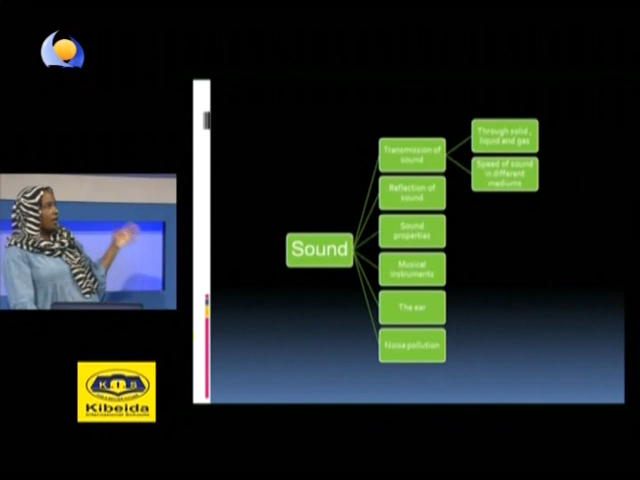 Sound
Transmission of
sound
Through solid,
liquid and gas
Speed of sound
in different
mediums
Reflection of
sound
Sound
properties
Musical
instruments
The ear
Noise pollution
K I S
Kibeida
International Schools